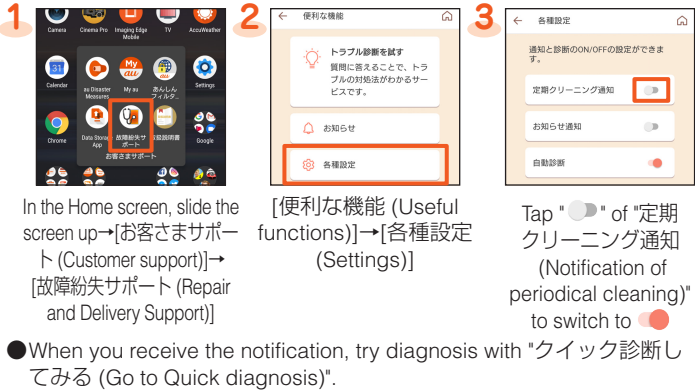 1
Camera
Cinema Pro
Imaging Edge
Mobile
TV
AccuWeather
31
My
au
au
Calendar
au Disaster
Measures
My au
あんしん
フィルタ..
Settings
Chrome
Data Storage
App
故障紛失サ
ポート
取扱説明書
Google
お客さまサポート
In the Home screen, slide the
screen up→[お客さまサポー
ト (Customer support)]→
[故障紛失サポート (Repair
and Delivery Support)]
2
便利な機能
トラブル診断を試す
質問に答えることで、トラ
ブルの対処法がわかるサー
ビスです。
お知らせ
各種設定
[便利な機能 (Useful
functions)]→[各種設定
(Settings)]
3
各種設定
通知と診断のON/OFFの設定ができま
す。
定期クリーニング通知
お知らせ通知
自動診断
Tap " " of "定期
クリーニング通知
(Notification of
periodical cleaning)"
to switch to
●When you receive the notification, try diagnosis with "クイック診断し
てみる (Go to Quick diagnosis)".